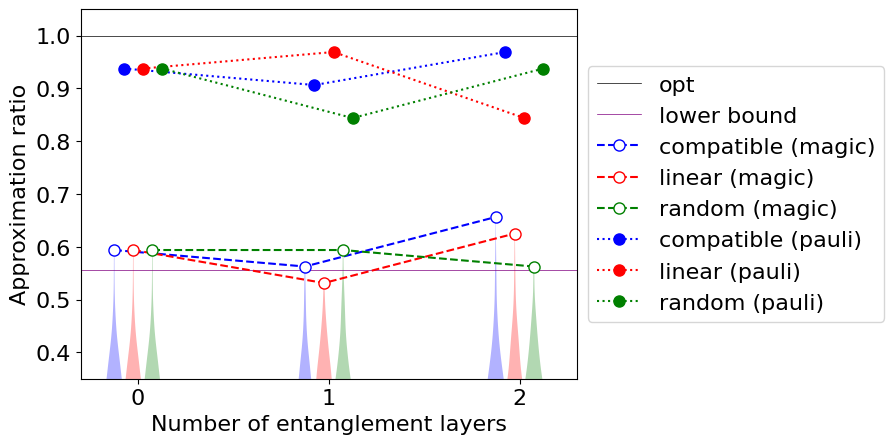 1.0
0.9
0.8
0.7
0.6
0.5
0.4
Approximation ratio
0
1
2
Number of entanglement layers
opt
lower bound
compatible (magic)
linear (magic)
random (magic)
compatible (pauli)
linear (pauli)
random (pauli)